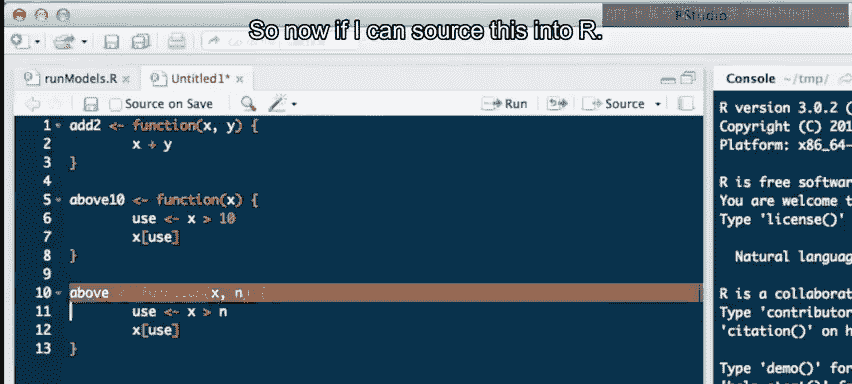 So now if I can source this into R.
RStudio
runModels.R
Untitled1*
Console ~/tmp/
Source on Save
Run
Source
R version 3.0.2 (
Copyright (C) 201
Platform: x86_64-
R is free softwar
You are welcome t
Type 'license()'
Natural languag
R is a collaborat
Type 'contributor
'citation()' on h
Type 'demo()' for
1 add2 <- function(x, y) {
2 x + y
3 }
4
5 above10 <- function(x) {
6 use <- x > 10
7 x[use]
8 }
9
10 above <- function(x, n) {
11 use <- x > n
12 x[use]
13 }